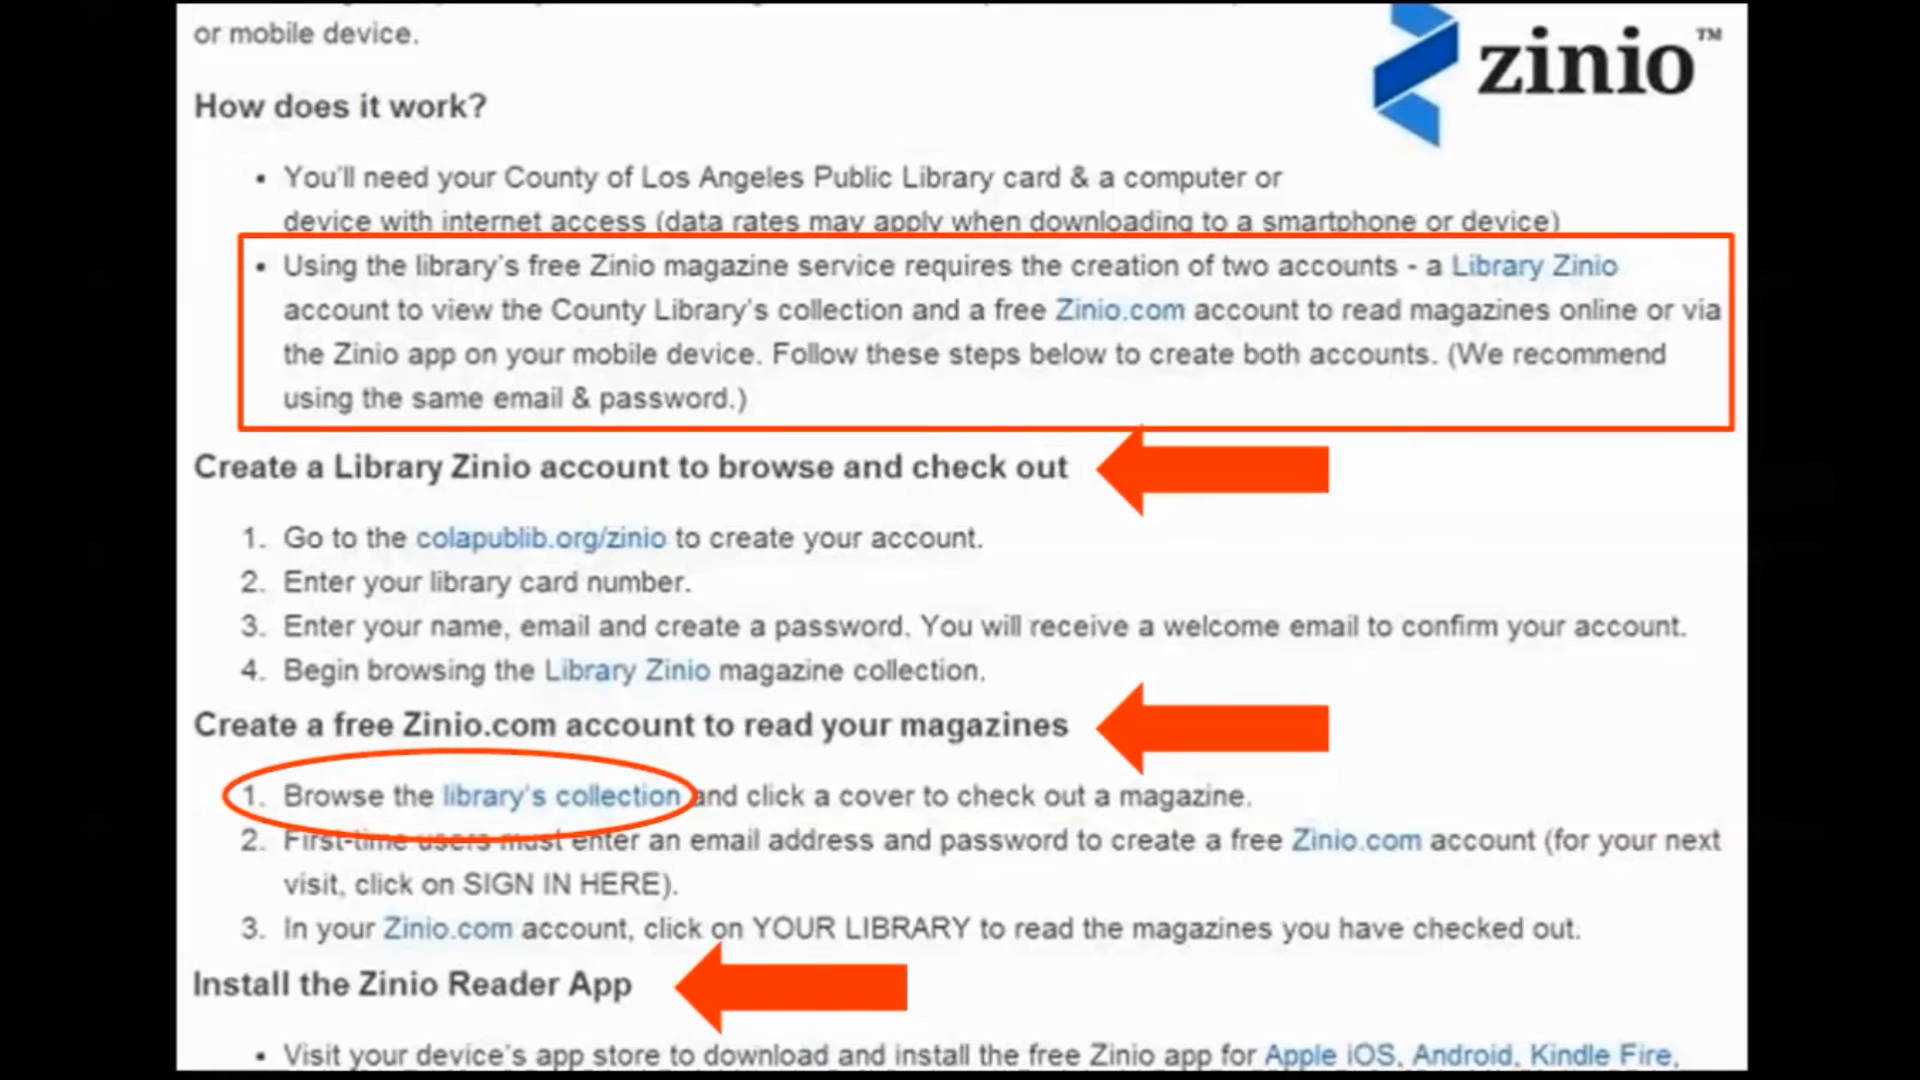 or mobile device.
zinio™
How does it work?
• You'll need your County of Los Angeles Public Library card & a computer or
device with internet access (data rates may apply when downloading to a smartphone or device)
• Using the library's free Zinio magazine service requires the creation of two accounts - a Library Zinio
account to view the County Library's collection and a free Zinio.com account to read magazines online or via
the Zinio app on your mobile device. Follow these steps below to create both accounts. (We recommend
using the same email & password.)
Create a Library Zinio account to browse and check out
1. Go to the colapublib.org/zinio to create your account.
2. Enter your library card number.
3. Enter your name, email and create a password. You will receive a welcome email to confirm your account.
4. Begin browsing the Library Zinio magazine collection.
Create a free Zinio.com account to read your magazines
1. Browse the library's collection and click a cover to check out a magazine.
2. First-time users must enter an email address and password to create a free Zinio.com account (for your next
visit, click on SIGN IN HERE).
3. In your Zinio.com account, click on YOUR LIBRARY to read the magazines you have checked out.
Install the Zinio Reader App
• Visit your device's app store to download and install the free Zinio app for Apple iOS, Android, Kindle Fire,